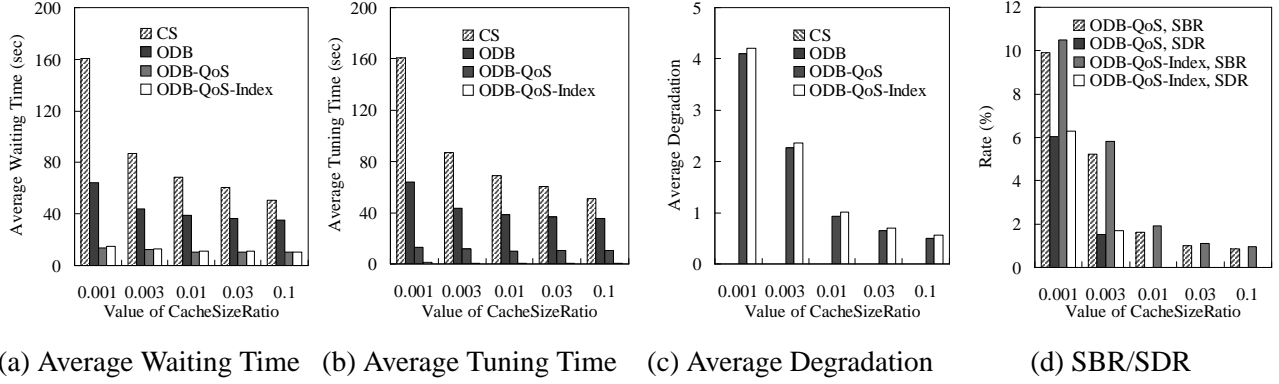 200
160
120
80
40
0
Average Waiting Time (sec)
CS
ODB
ODB-QoS
ODB-QoS-Index
0.001 0.003 0.01 0.03 0.1
Value of CacheSizeRatio
(a) Average Waiting Time
200
160
120
80
40
0
Average Tuning Time (sec)
CS
ODB
ODB-QoS
ODB-QoS-Index
0.001 0.003 0.01 0.03 0.1
Value of CacheSizeRatio
(b) Average Tuning Time
5
4
3
2
1
0
Average Degradation
CS
ODB
ODB-QoS
ODB-QoS-Index
0.001 0.003 0.01 0.03 0.1
Value of CacheSizeRatio
(c) Average Degradation
12
10
8
6
4
2
0
Rate (%)
ODB-QoS, SBR
ODB-QoS, SDR
ODB-QoS-Index, SBR
ODB-QoS-Index, SDR
0.001 0.003 0.01 0.03 0.1
Value of CacheSizeRatio
(d) SBR/SDR